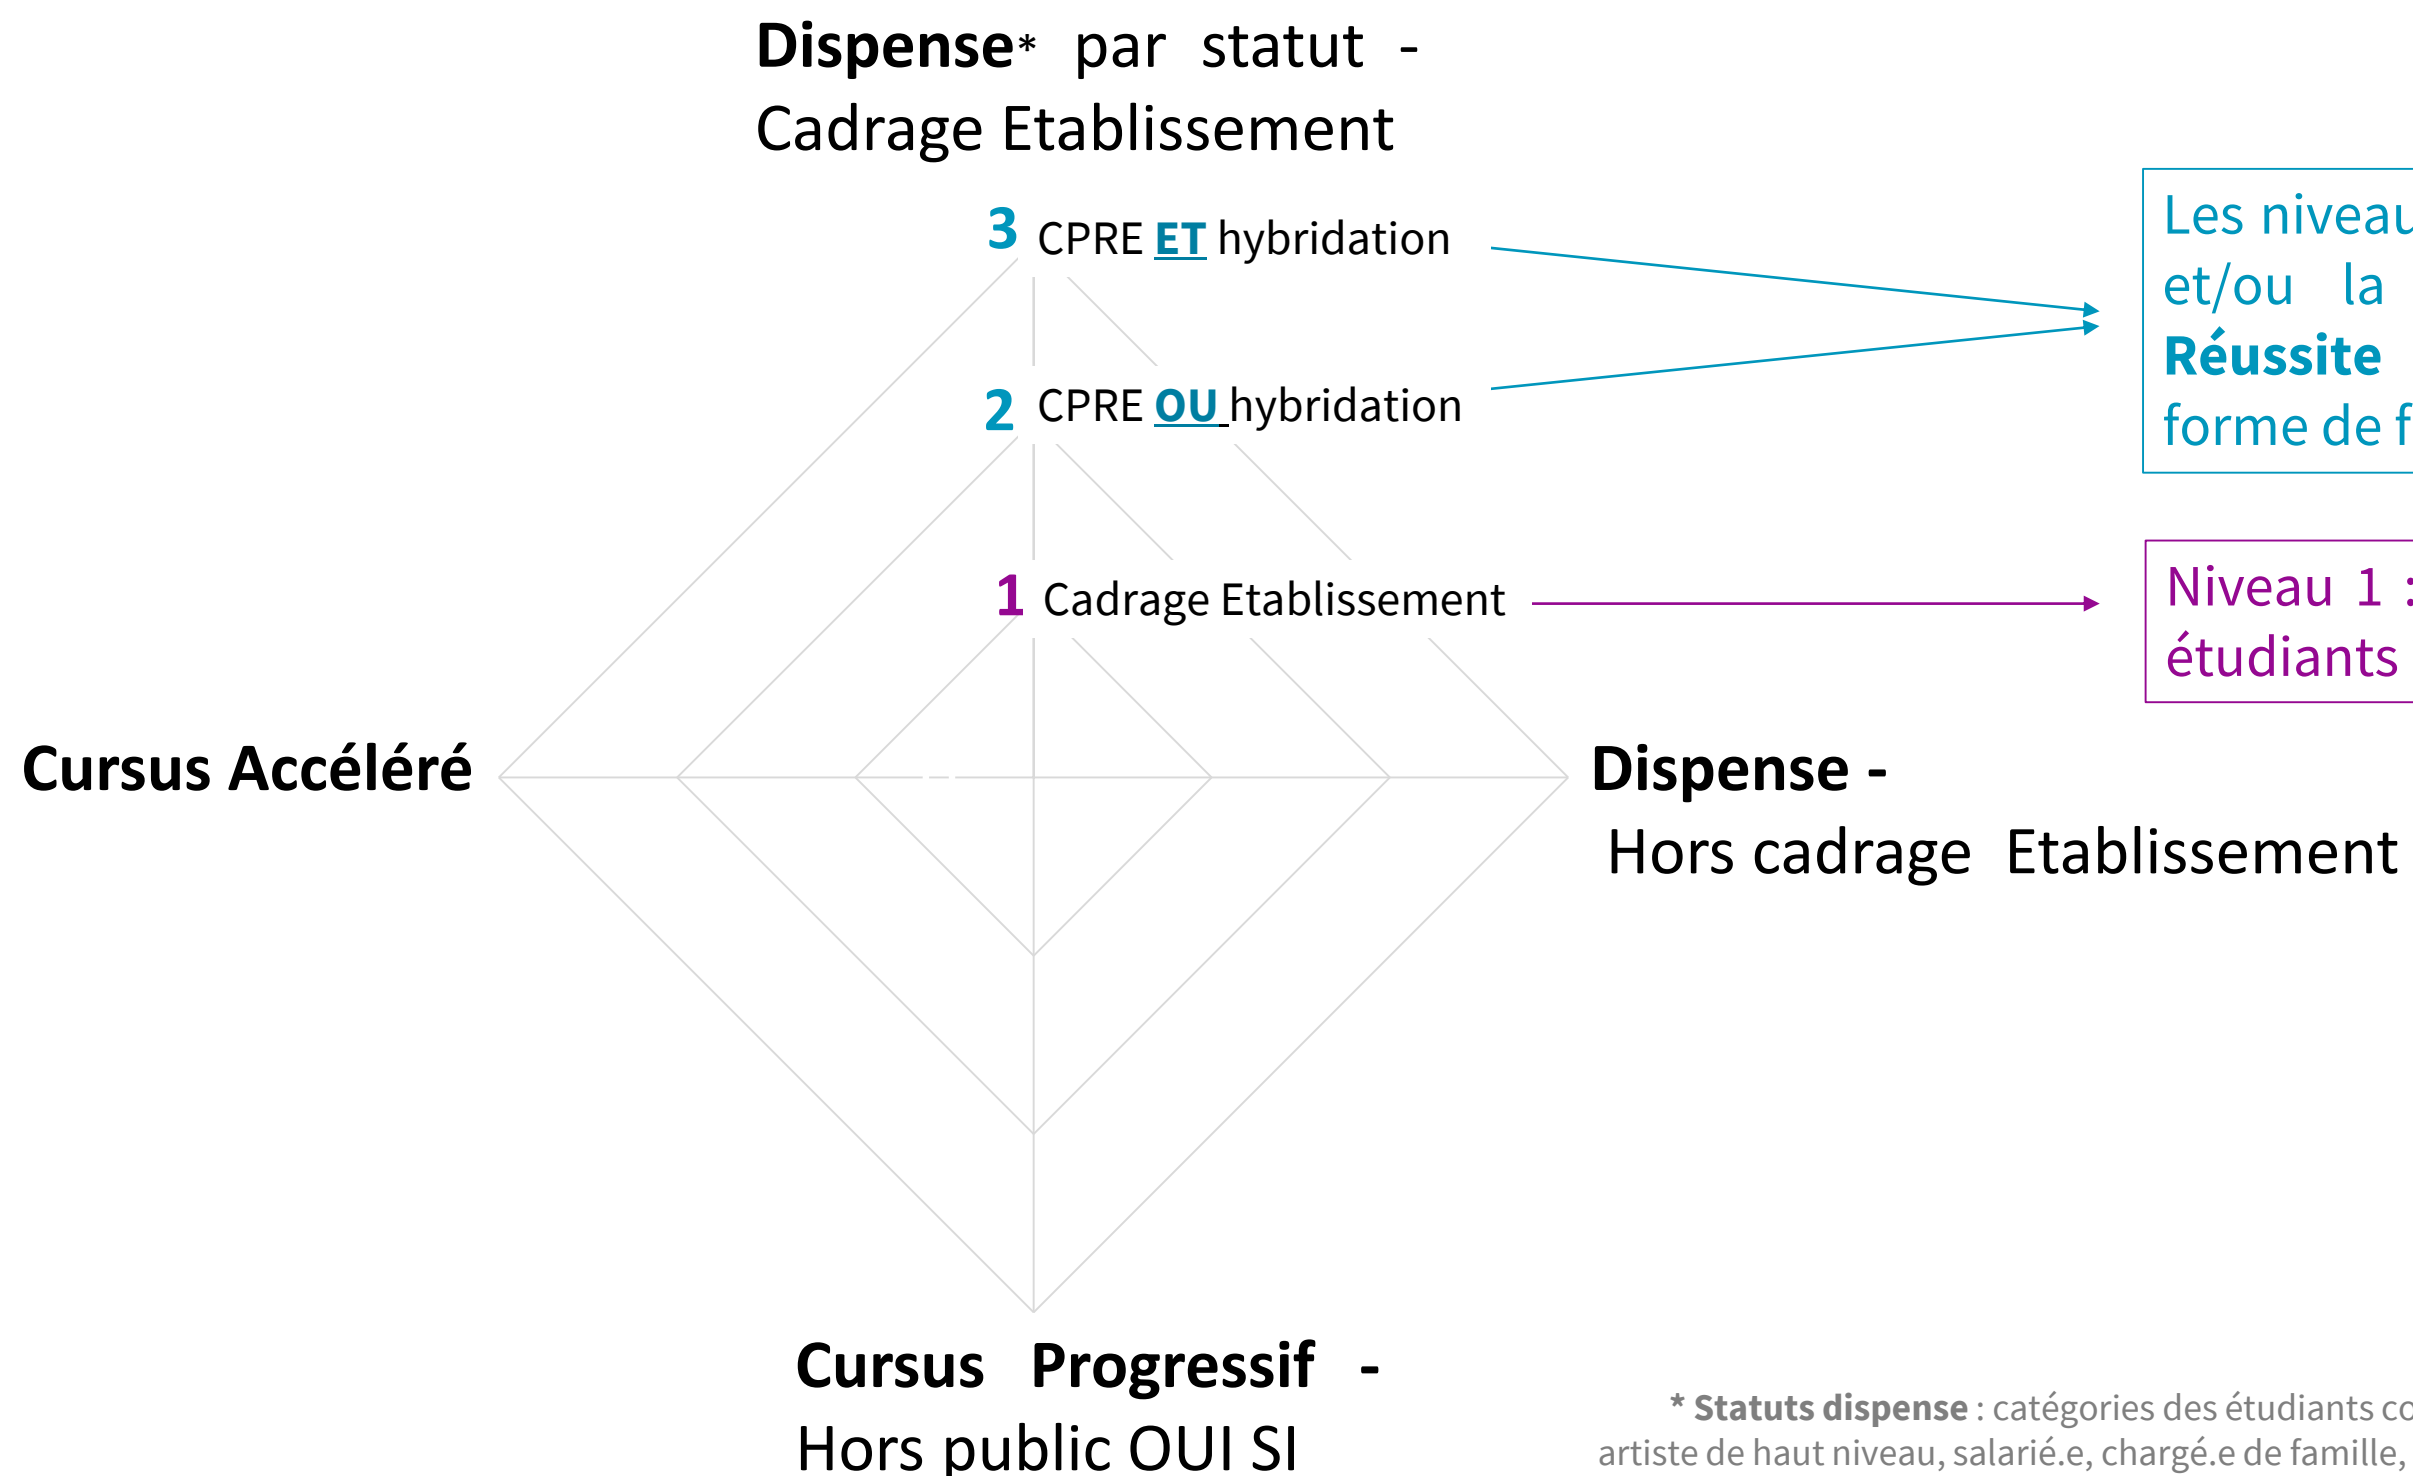 Dispense* par statut -
Cadrage Etablissement
3 CPRE ET hybridation
2 CPRE OU hybridation
1 Cadrage Etablissement
Les niveau
et/ou la
Réussite
forme de f
Niveau 1 :
étudiants
Cursus Accéléré
Dispense -
Hors cadrage Etablissement
Cursus Progressif -
Hors public OUI SI
* Statuts dispense : catégories des étudiants co
artiste de haut niveau, salarié.e, chargé.e de famille,